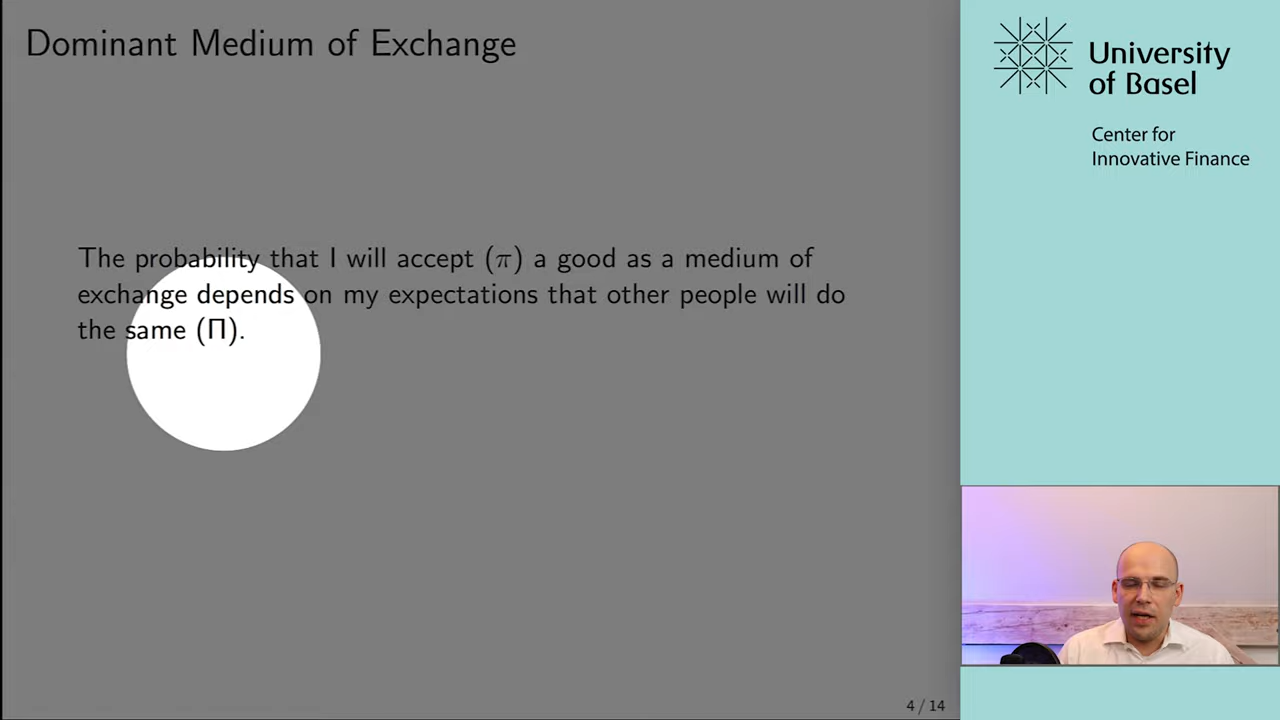 Dominant Medium of Exchange
The probability that I will accept (π) a good as a medium of
exchange depends on my expectations that other people will do
the same (Π).
4 / 14
University
of Basel
Center for
Innovative Finance